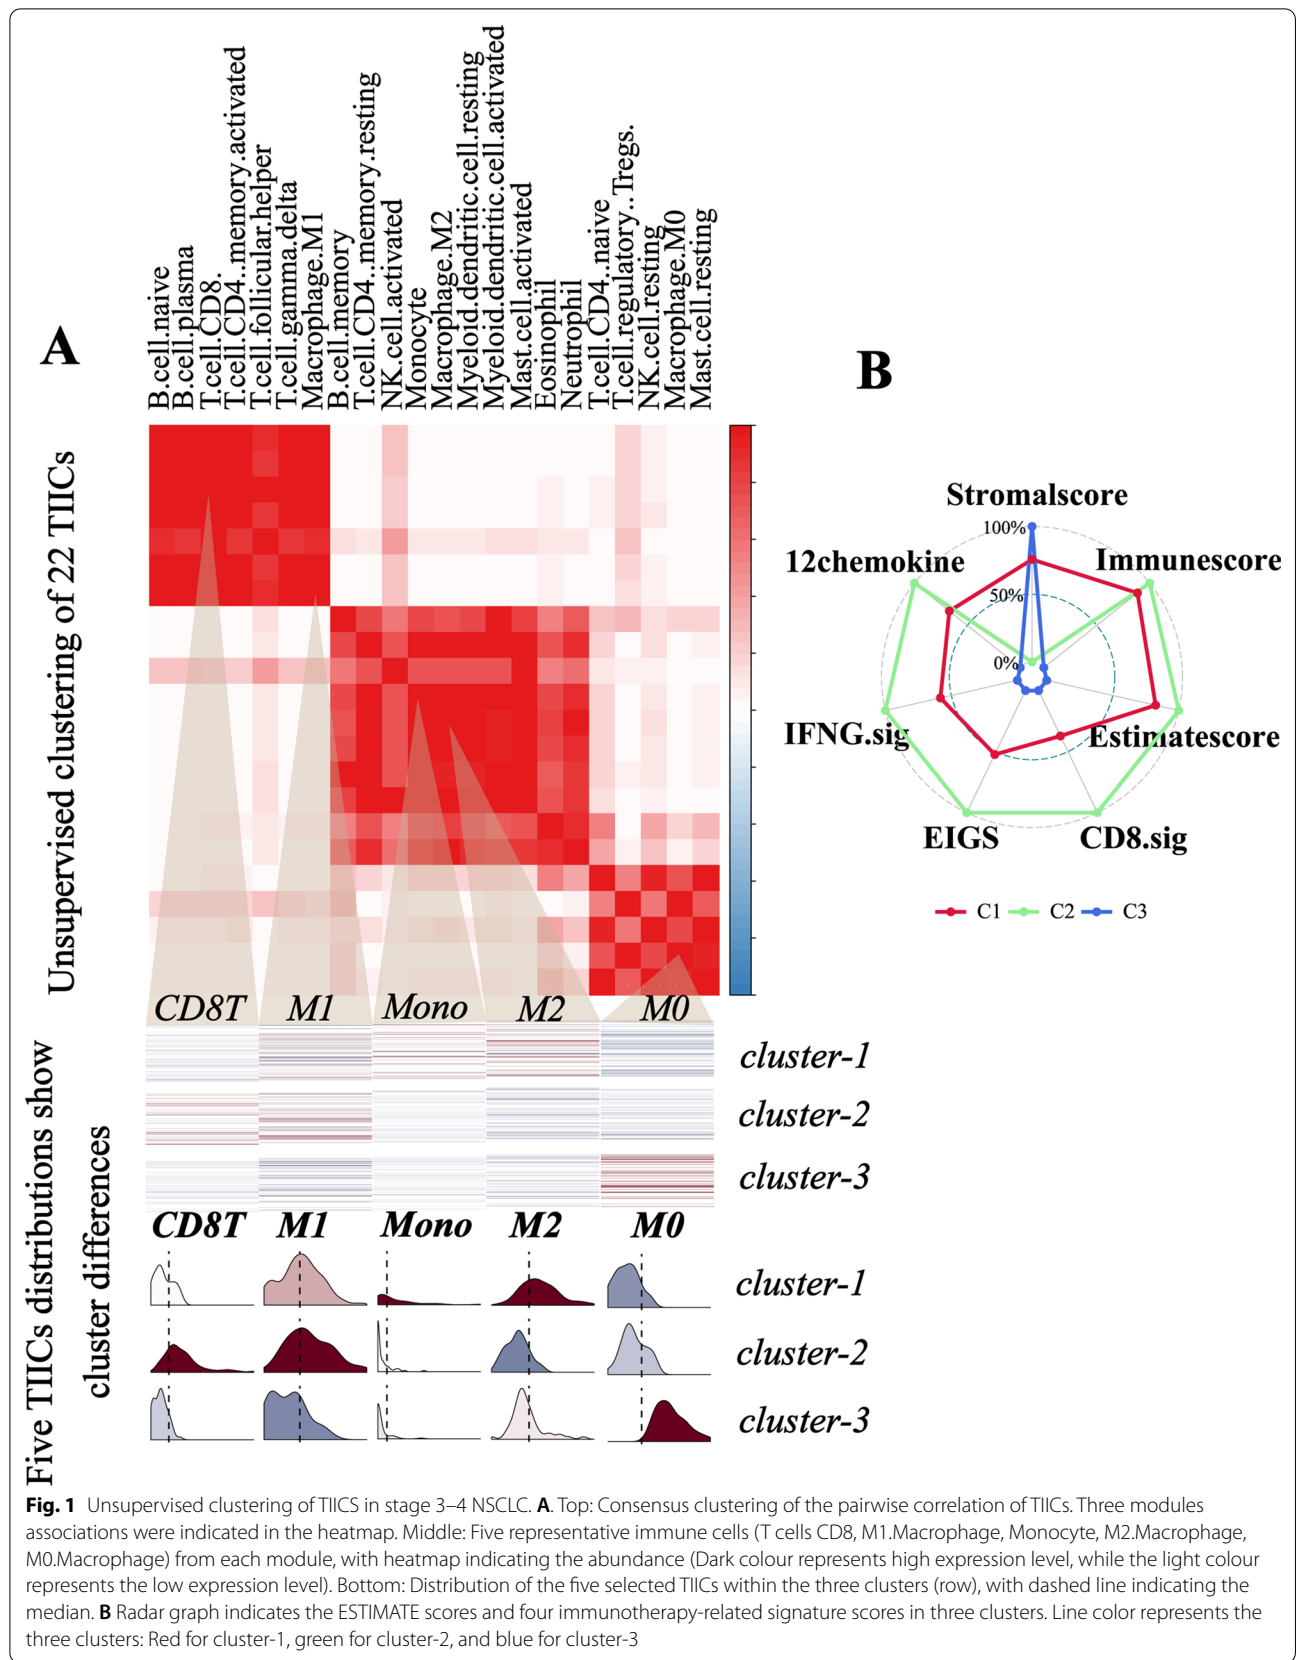 A
B.cell.naive
B.cell.plasma
T.cell.CD8.
T.cell.CD4..memory.activated
T.cell.follicular.helper
T.cell.gamma.delta
Macrophage.M1
B.cell.memory
T.cell.CD4..memory.resting
NK.cell.activated
Monocyte
Macrophage.M2
Myeloid.dendritic.cell.resting
Myeloid.dendritic.cell.activated
Mast.cell.activated
Eosinophil
Neutrophil
T.cell.CD4..naive
T.cell.regulatory..Tregs.
NK.cell.resting
Macrophage.M0
Mast.cell.resting
Unsupervised clustering of 22 TIICs
CD8T M1 Mono M2 M0
cluster-1
cluster-2
cluster-3
Five TIICs distributions show
cluster differences
CD8T M1 Mono M2 M0
cluster-1
cluster-2
cluster-3
B
Stromalscore
100%
12chemokine
Immunescore
50%
0%
IFNG.sig
Estimatescore
EIGS
CD8.sig
C1 C2 C3
Fig. 1 Unsupervised clustering of TIICS in stage 3–4 NSCLC. A. Top: Consensus clustering of the pairwise correlation of TIICs. Three modules
associations were indicated in the heatmap. Middle: Five representative immune cells (T cells CD8, M1.Macrophage, Monocyte, M2.Macrophage,
M0.Macrophage) from each module, with heatmap indicating the abundance (Dark colour represents high expression level, while the light colour
represents the low expression level). Bottom: Distribution of the five selected TIICs within the three clusters (row), with dashed line indicating the
median. B Radar graph indicates the ESTIMATE scores and four immunotherapy-related signature scores in three clusters. Line color represents the
three clusters: Red for cluster-1, green for cluster-2, and blue for cluster-3